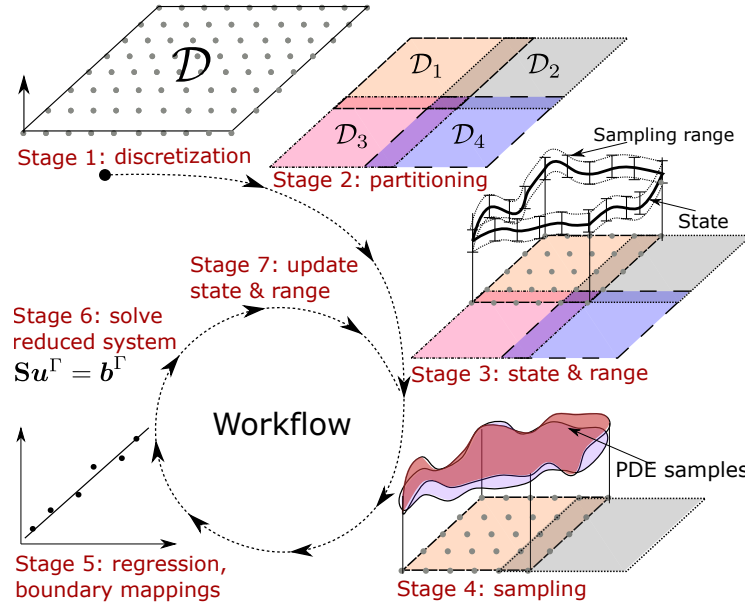 𝒟
Stage 1: discretization
𝒟₁
𝒟₂
𝒟₃
𝒟₄
Stage 2: partitioning
Sampling range
State
Stage 3: state & range
Stage 7: update
state & range
Stage 6: solve
reduced system
𝐒𝒖^Γ = 𝒃^Γ
Workflow
PDE samples
Stage 4: sampling
Stage 5: regression,
boundary mappings